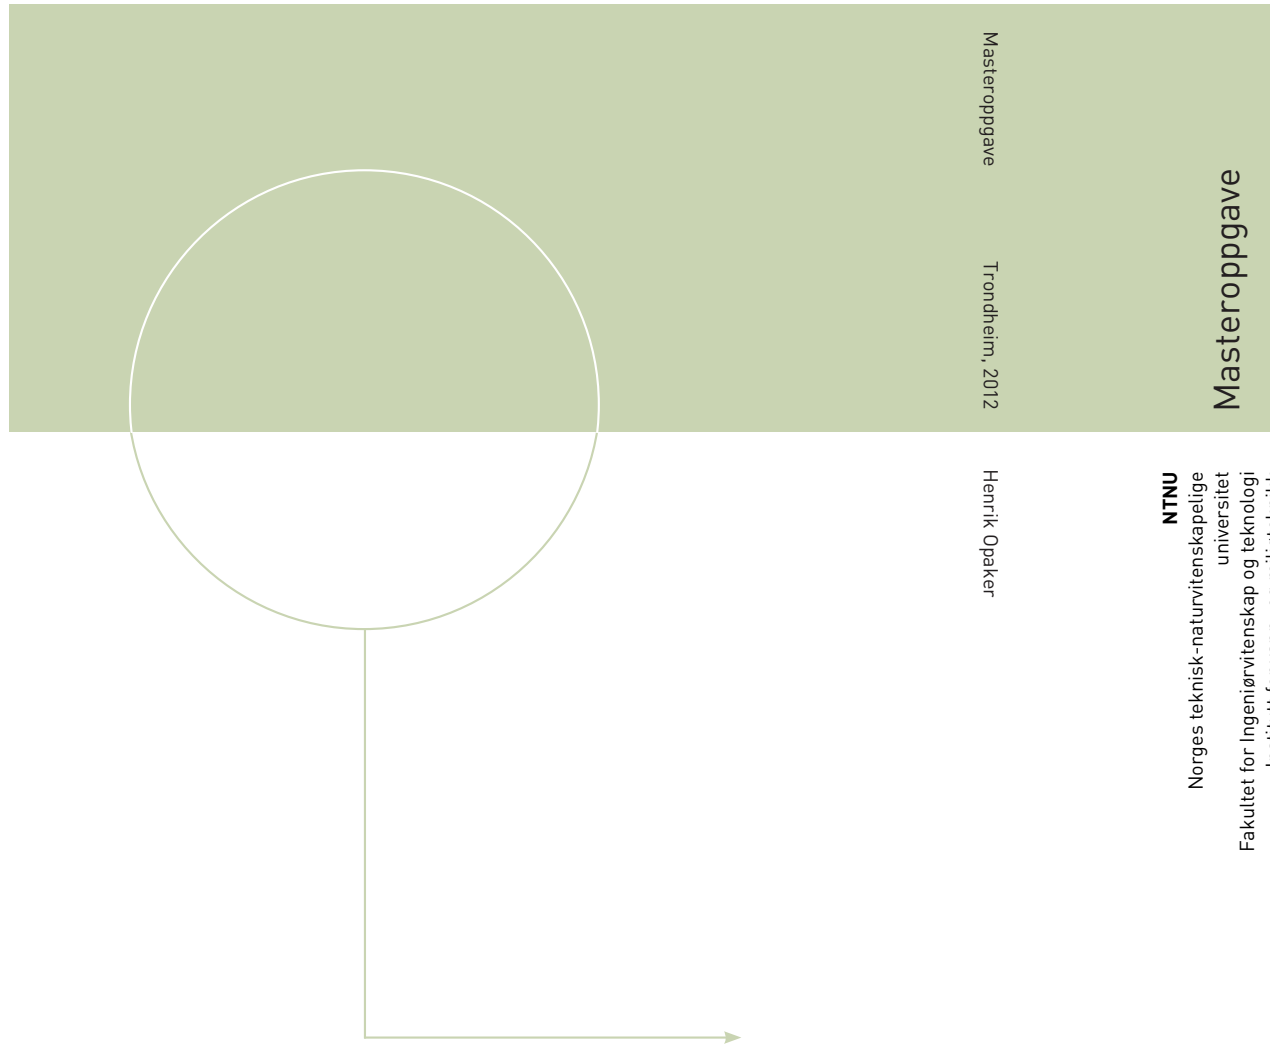 Masteroppgave
Trondheim, 2012
Henrik Opaker
Masteroppgave
NTNU
Norges teknisk-naturvitenskapelige
universitet
Fakultet for Ingeniørvitenskap og teknologi